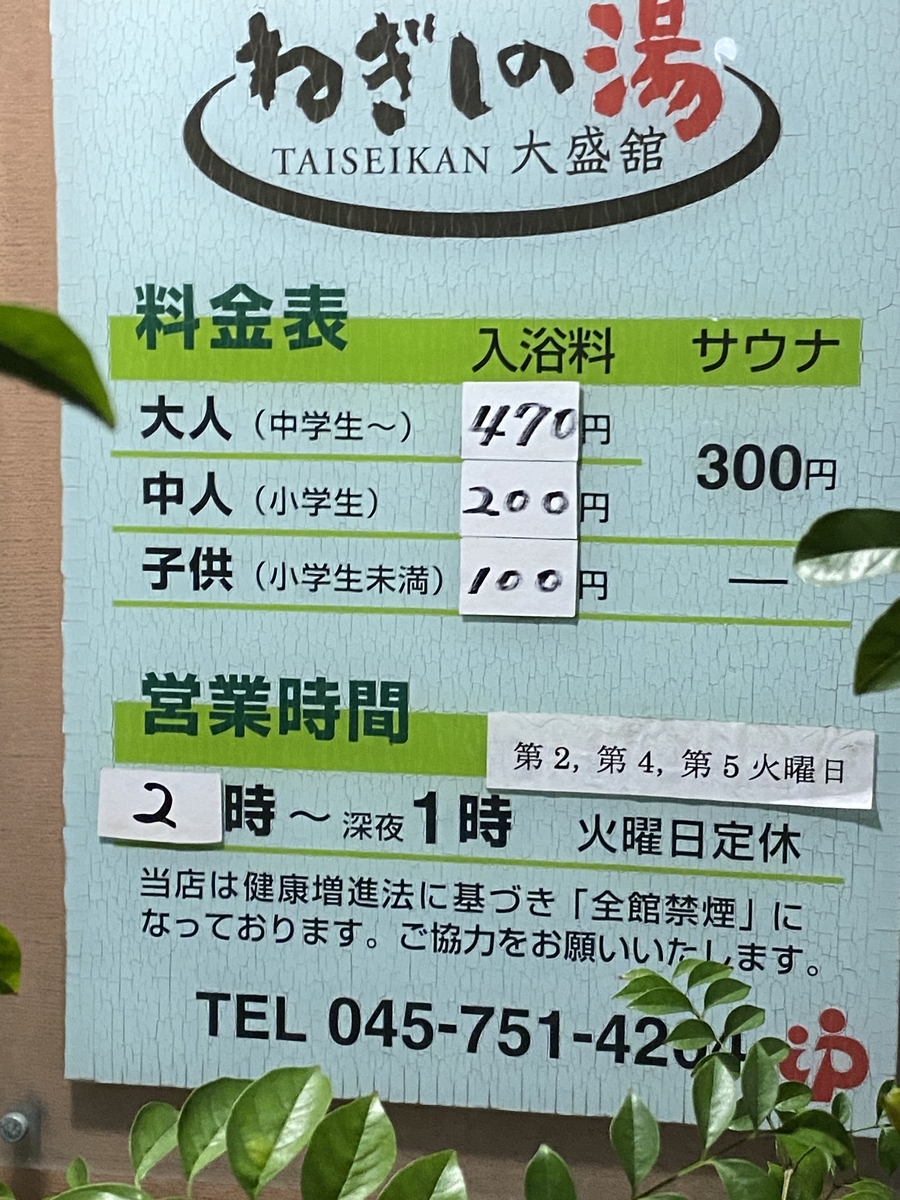 ねぎしの湯
TAISEIKAN 大盛舘
料金表 入浴料 サウナ
大人（中学生〜） 470円
300円
中人（小学生） 200円
子供（小学生未満） 100円 —
営業時間
第2, 第4, 第5火曜日
2時〜深夜1時 火曜日定休
当店は健康増進法に基づき「全館禁煙」に
なっております。ご協力をお願いいたします。
TEL 045-751-42